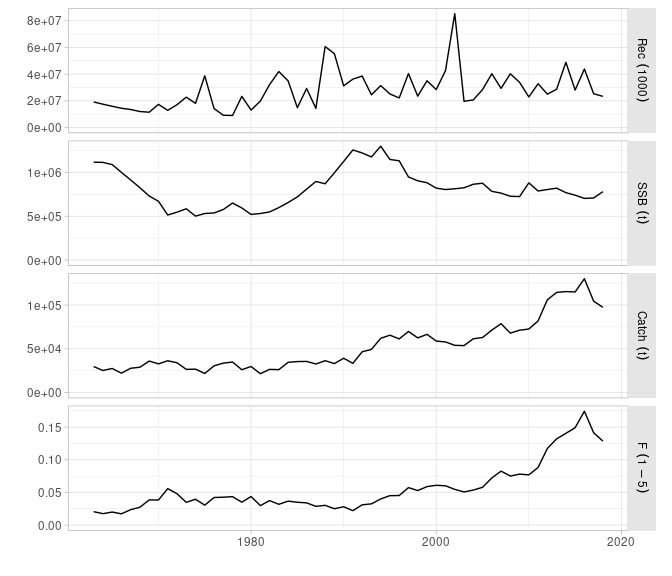 8e+07
6e+07
4e+07
2e+07
0e+00
Rec (1000)
1e+06
5e+05
0e+00
SSB (t)
1e+05
5e+04
0e+00
Catch (t)
0.15
0.10
0.05
0.00
F (1 − 5)
1980
2000
2020